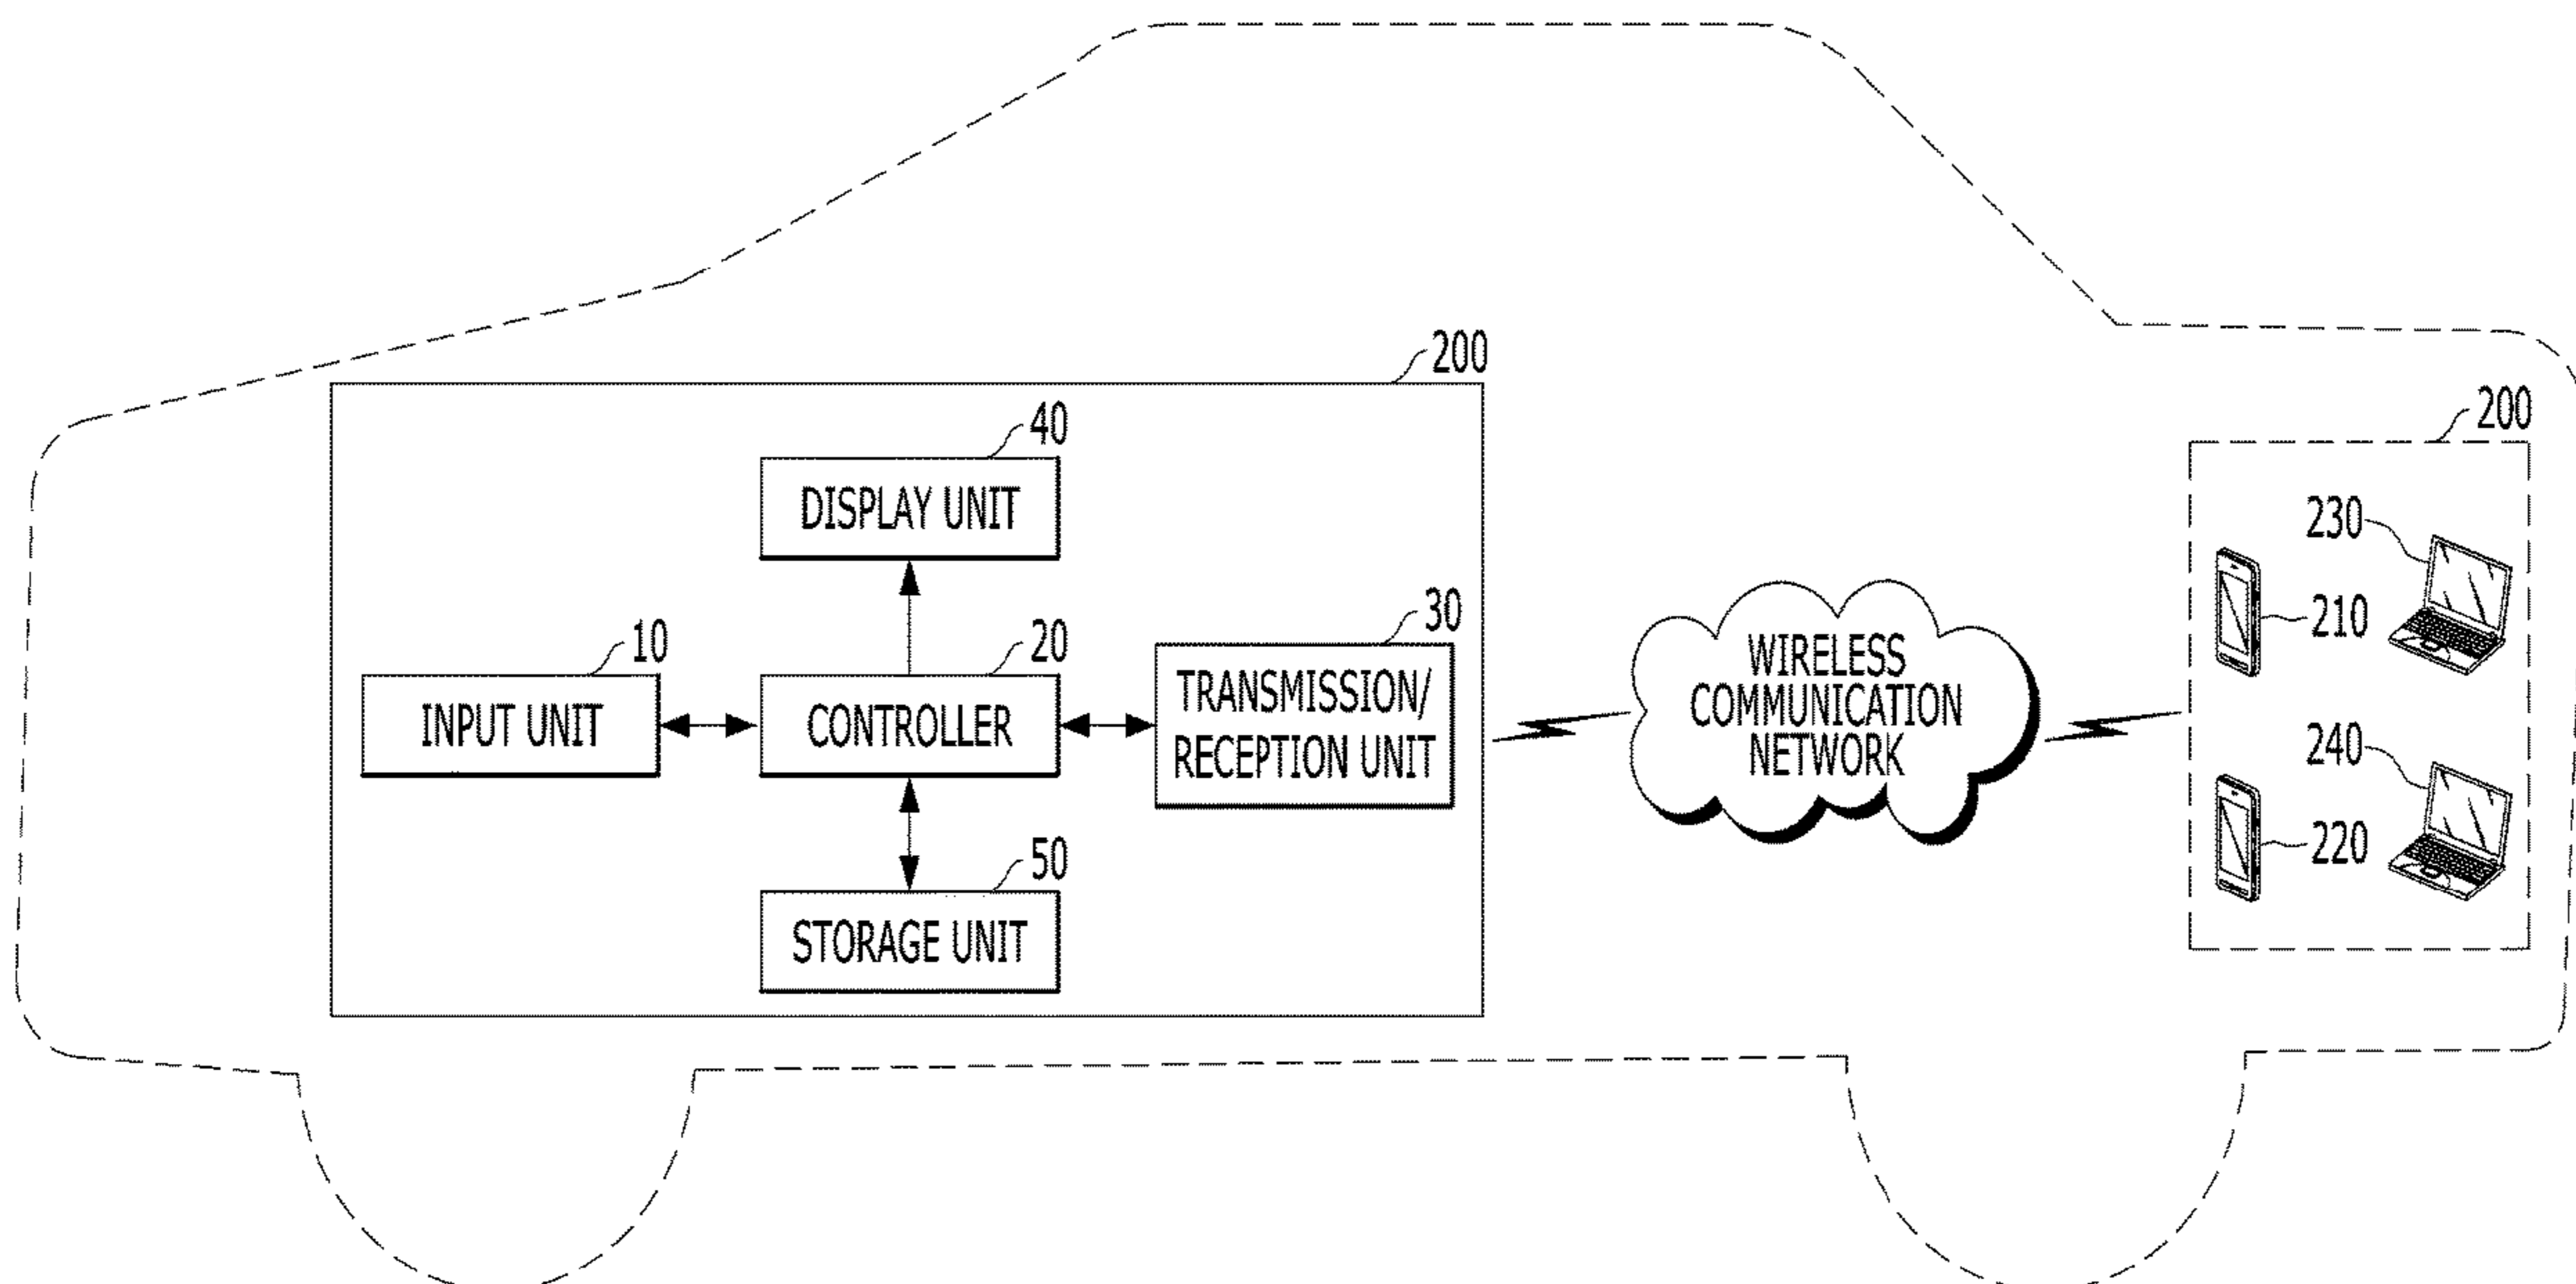 200
40
DISPLAY UNIT
200
230
210
10
INPUT UNIT
20
CONTROLLER
30
TRANSMISSION/
RECEPTION UNIT
WIRELESS
COMMUNICATION
NETWORK
240
220
50
STORAGE UNIT